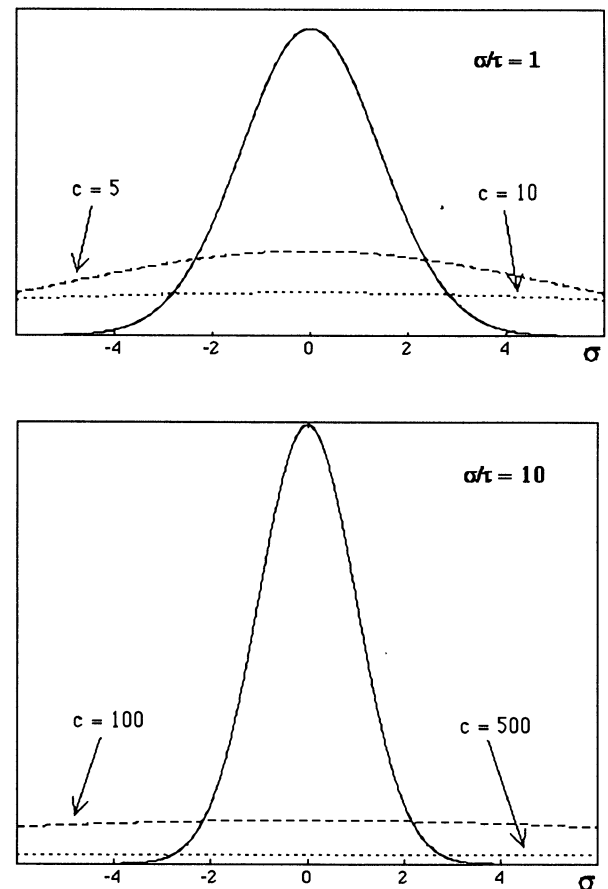 σ/τ = 1
c = 5
c = 10
-4 -2 0 2 4 σ
σ/τ = 10
c = 100
c = 500
-4 -2 0 2 4 σ